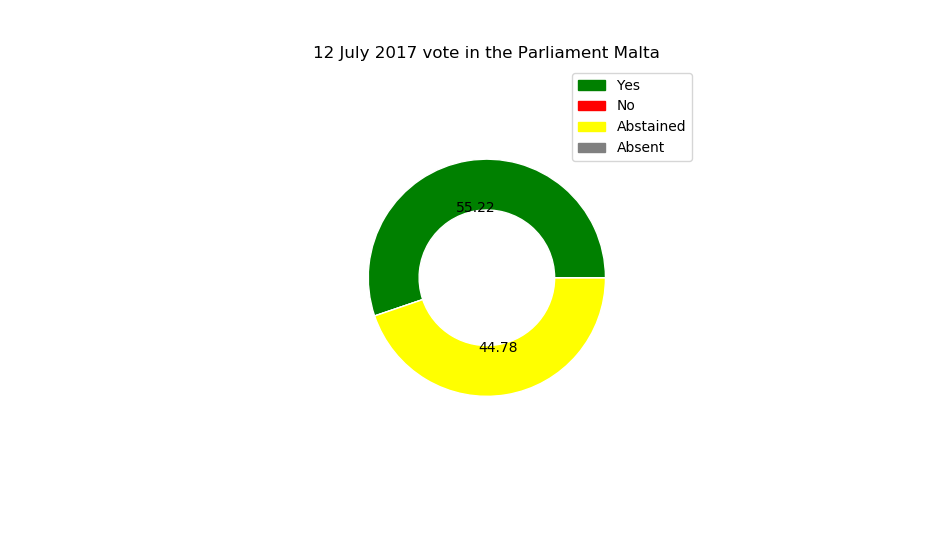 12 July 2017 vote in the Parliament Malta
Yes
No
Abstained
Absent
55.22
44.78